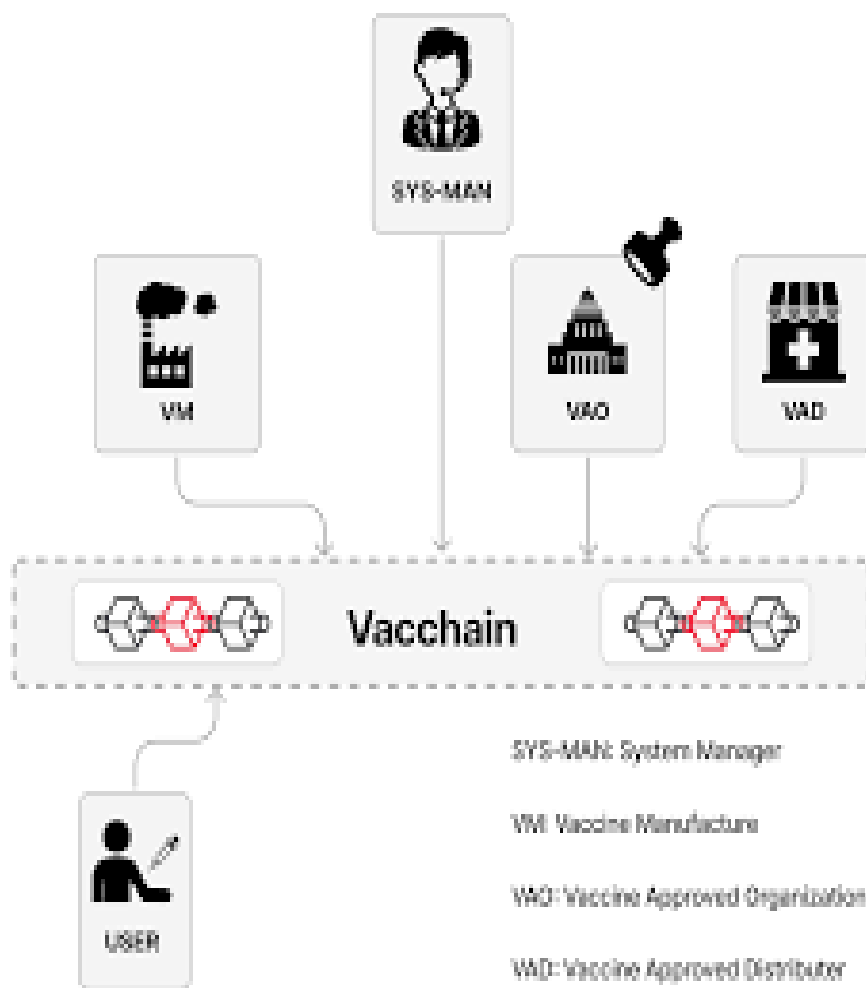 SYS-MAN
VM
VAO
VAD
Vacchain
USER
SYS-MAN: System Manager
VM: Vaccine Manufacture
VAO: Vaccine Approved Organization
VAD: Vaccine Approved Distributer